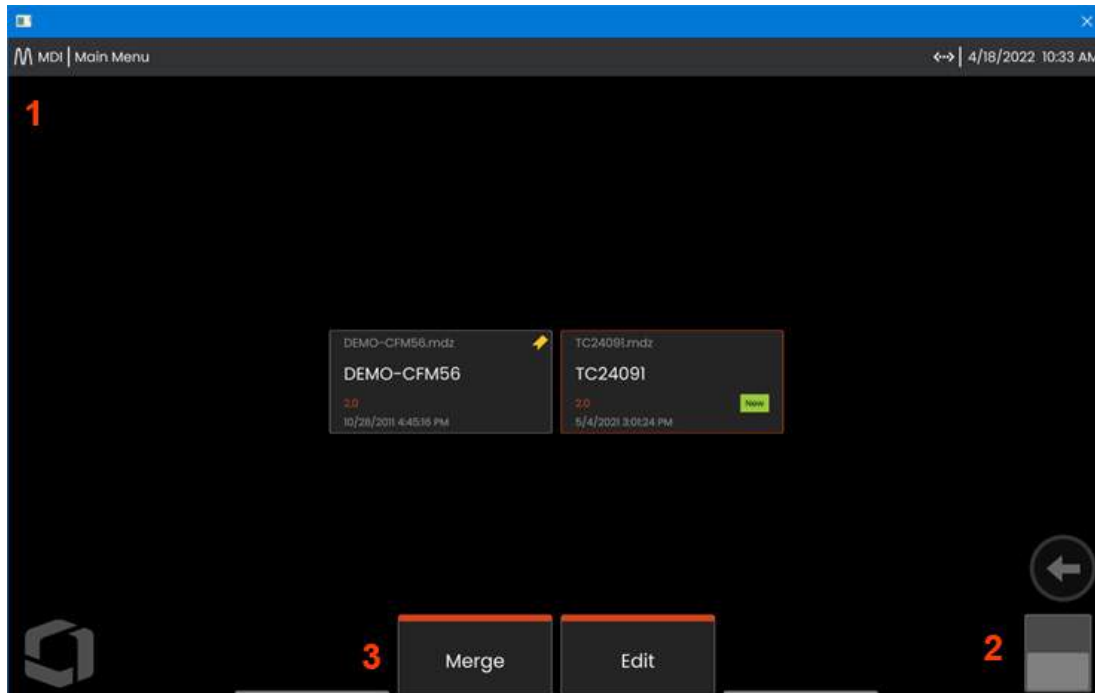 MDI | Main Menu
4/18/2022 10:33 AM
1
DEMO-CFM56.mdz
DEMO-CFM56
2.0
10/28/2011 4:45:16 PM
TC24091.mdz
TC24091
2.0
New
5/4/2021 3:01:24 PM
3
Merge
Edit
2